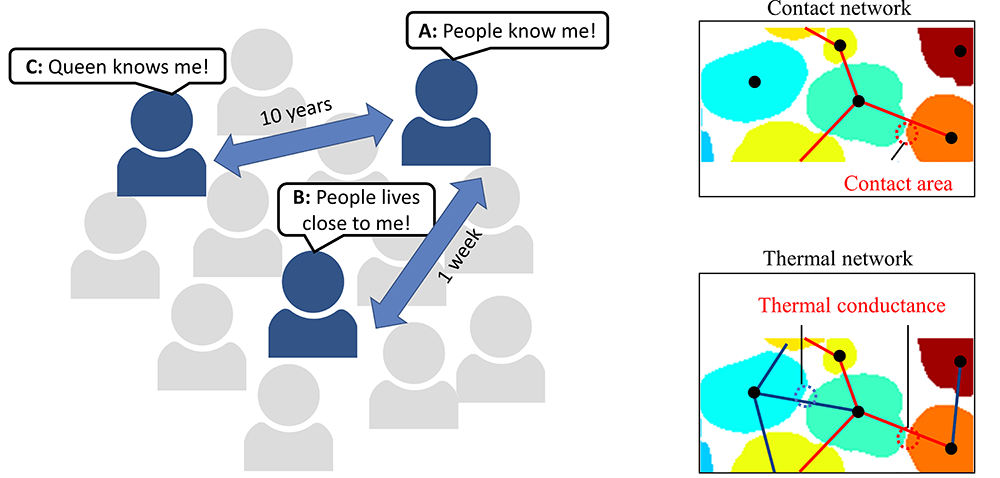 A: People know me!
C: Queen knows me!
10 years
B: People lives
close to me!
1 week
Contact network
Contact area
Thermal network
Thermal conductance